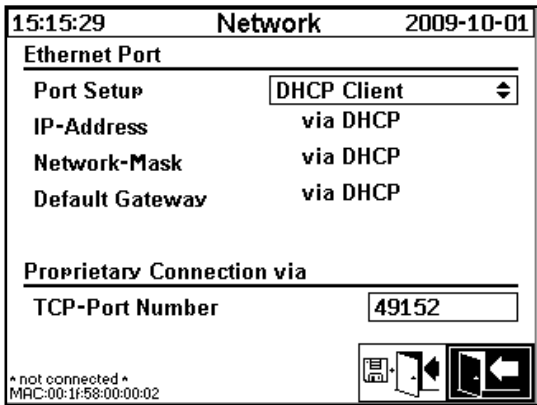 15:15:29 Network 2009-10-01
Ethernet Port
Port Setup DHCP Client
IP-Address via DHCP
Network-Mask via DHCP
Default Gateway via DHCP
Proprietary Connection via
TCP-Port Number 49152
* not connected *
MAC:00:1f:58:00:00:02